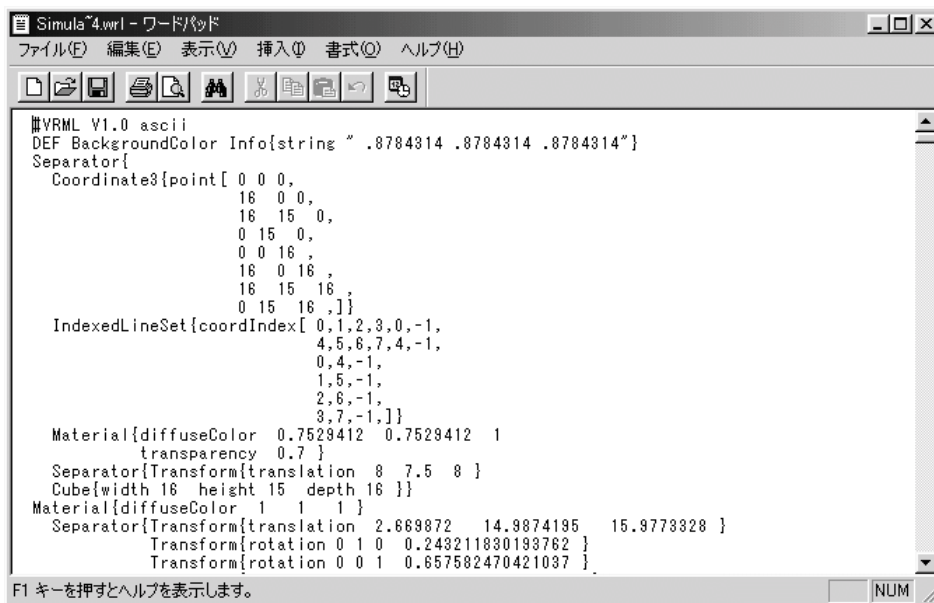 Simula~4.wrl - ワードパッド
ファイル(F) 編集(E) 表示(V) 挿入(I) 書式(O) ヘルプ(H)
#VRML V1.0 ascii
DEF BackgroundColor Info{string " .8784314 .8784314 .8784314"}
Separator{
Coordinate3{point[ 0 0 0,
16 0 0,
16 15 0,
0 15 0,
0 0 16 ,
16 0 16 ,
16 15 16 ,
0 15 16 ,]}
IndexedLineSet{coordIndex[ 0,1,2,3,0,-1,
4,5,6,7,4,-1,
0,4,-1,
1,5,-1,
2,6,-1,
3,7,-1,]}
Material{diffuseColor 0.7529412 0.7529412 1
transparency 0.7 }
Separator{Transform{translation 8 7.5 8 }
Cube{width 16 height 15 depth 16 }}
Material{diffuseColor 1 1 1 }
Separator{Transform{translation 2.669872 14.9874195 15.9773328 }
Transform{rotation 0 1 0 0.243211830193762 }
Transform{rotation 0 0 1 0.657582470421037 }
F1 キーを押すとヘルプを表示します。
NUM